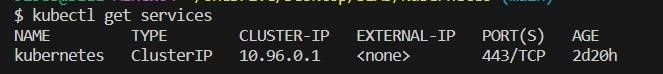 $ kubectl get services
NAME TYPE CLUSTER-IP EXTERNAL-IP PORT(S) AGE
kubernetes ClusterIP 10.96.0.1 <none> 443/TCP 2d20h